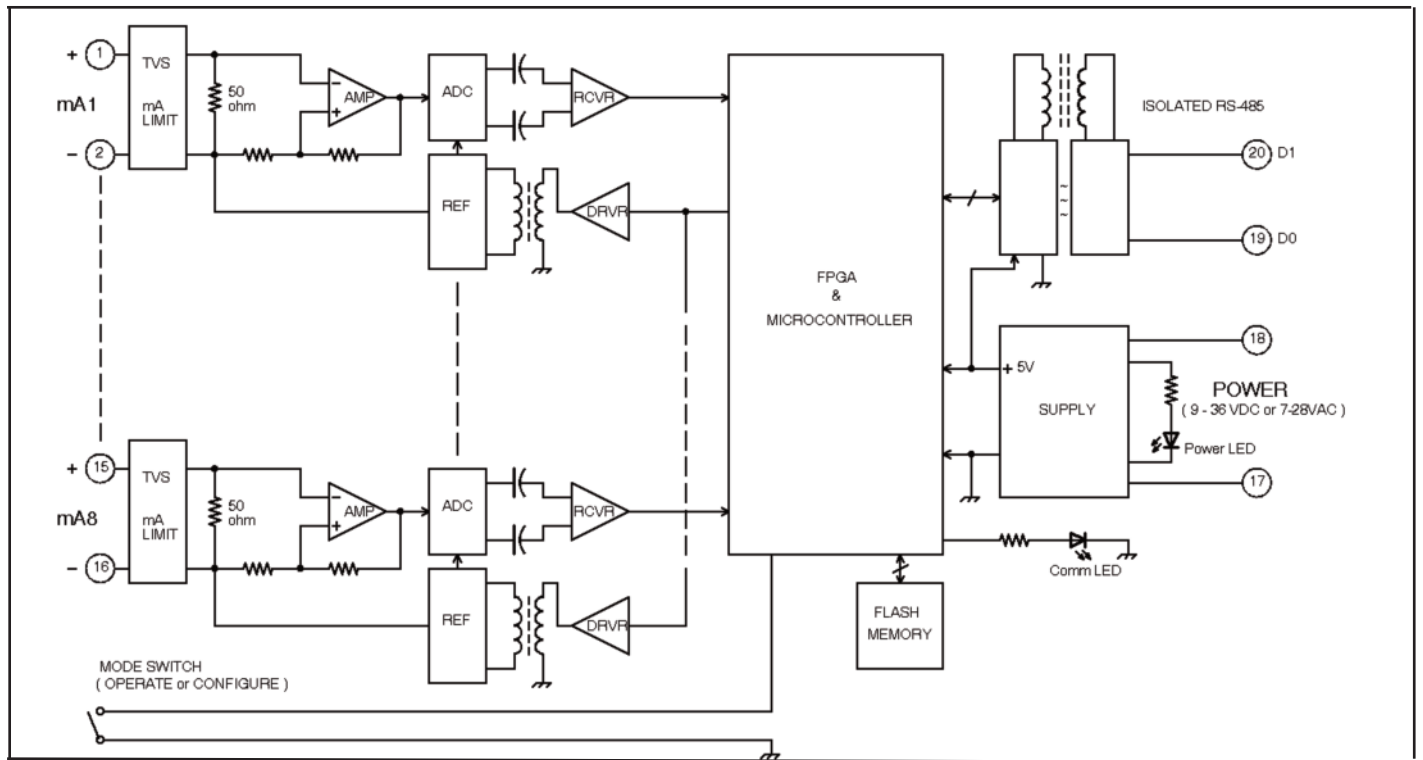 + 1
TVS
mA1
mA
LIMIT
- 2
50
ohm
-
+
AMP
ADC
RCVR
REF
DRVR
+ 15
TVS
mA8
mA
LIMIT
- 16
50
ohm
-
+
AMP
ADC
RCVR
REF
DRVR
MODE SWITCH
( OPERATE or CONFIGURE )
FPGA
&
MICROCONTROLLER
FLASH
MEMORY
ISOLATED RS-485
~
~
~
20 D1
19 D0
+ 5V
SUPPLY
18
POWER
( 9 - 36 VDC or 7-28VAC )
Power LED
17
Comm LED